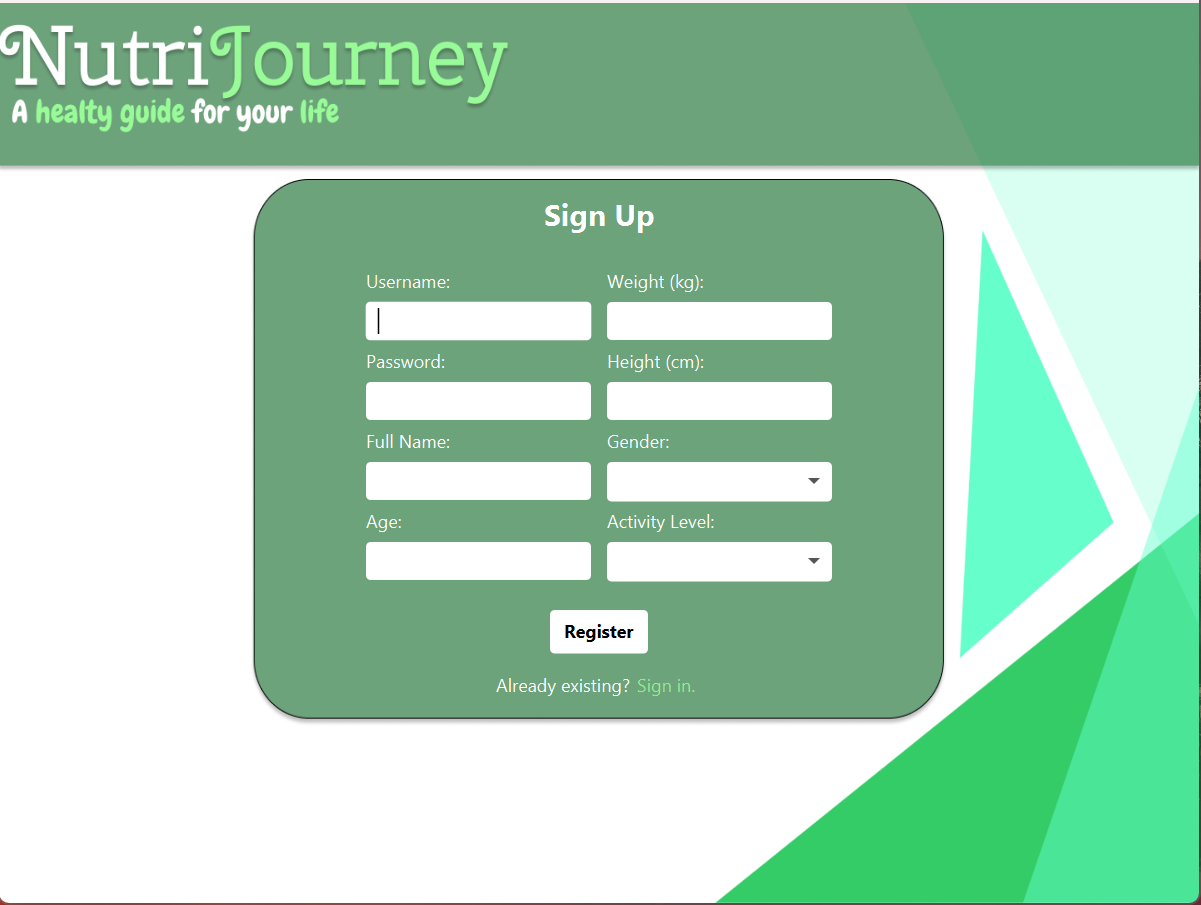 NutriJourney
A healty guide for your life
Sign Up
Username:
Weight (kg):
Password:
Height (cm):
Full Name:
Gender:
Age:
Activity Level:
Register
Already existing? Sign in.